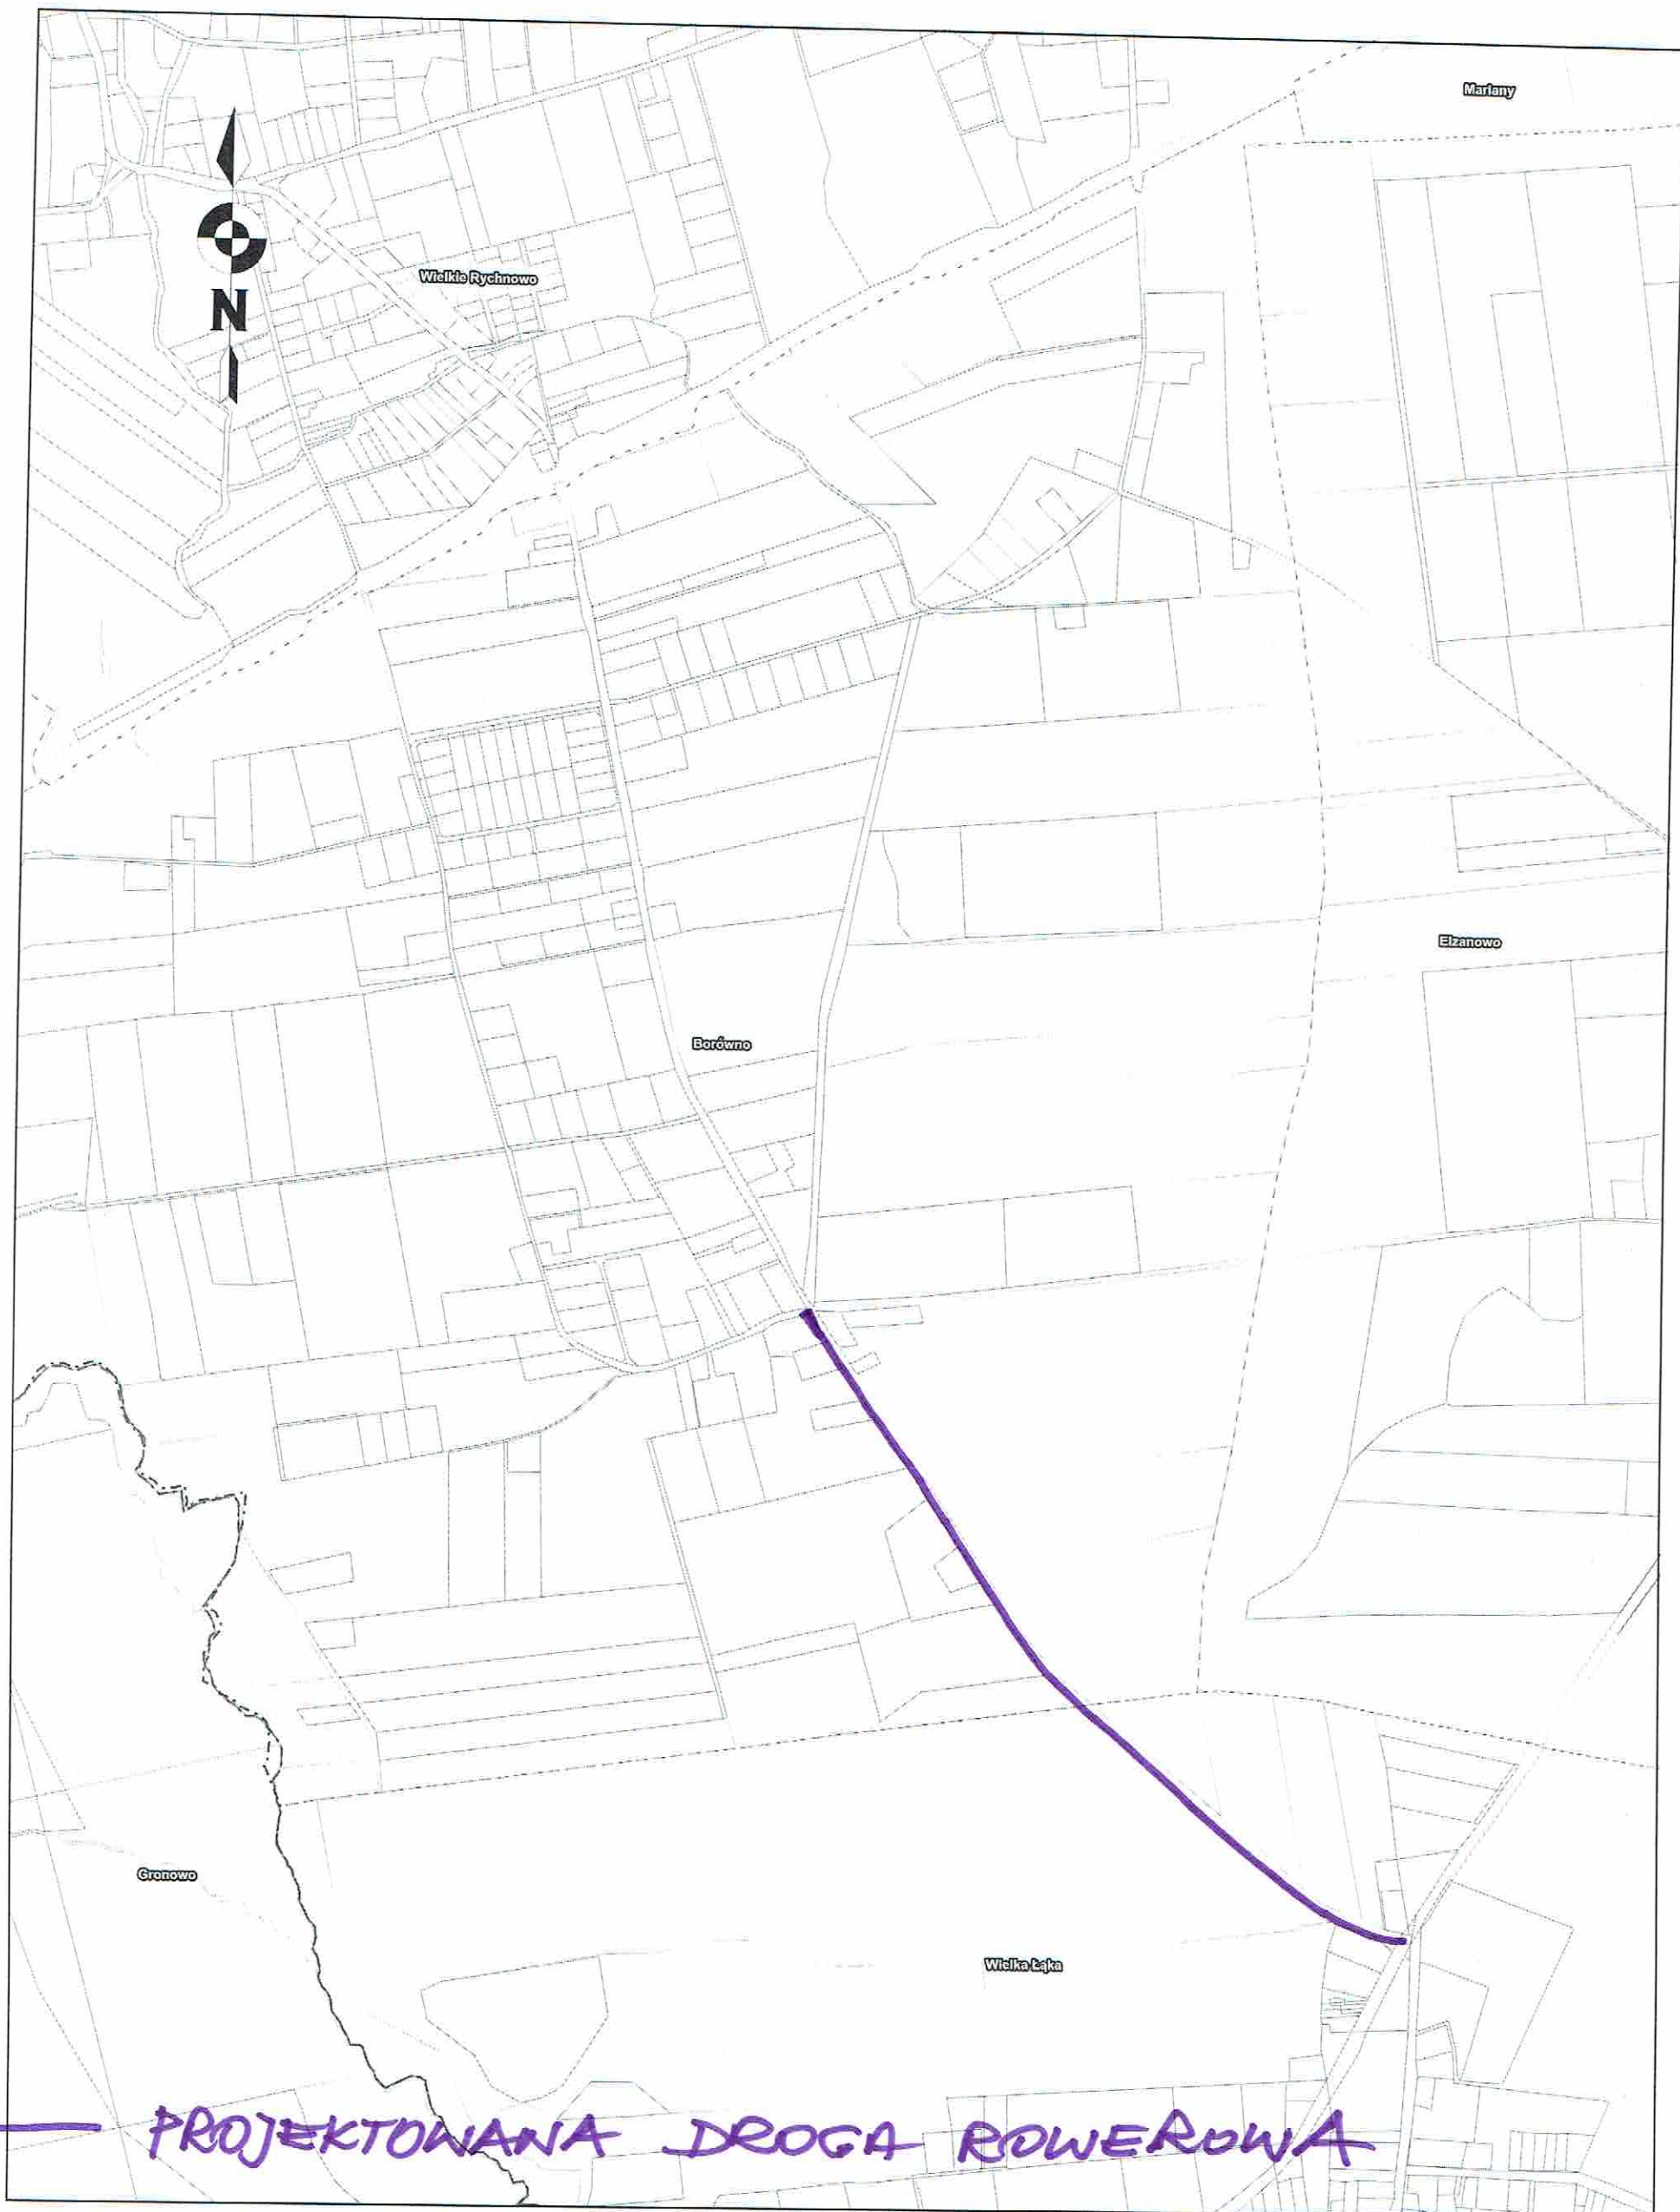 Marlany
N
Wielkie Rychnowo
Elzanowo
Borówno
Gronowo
Wielka Łąka
PROJEKTOWANA DROGA ROWEROWA